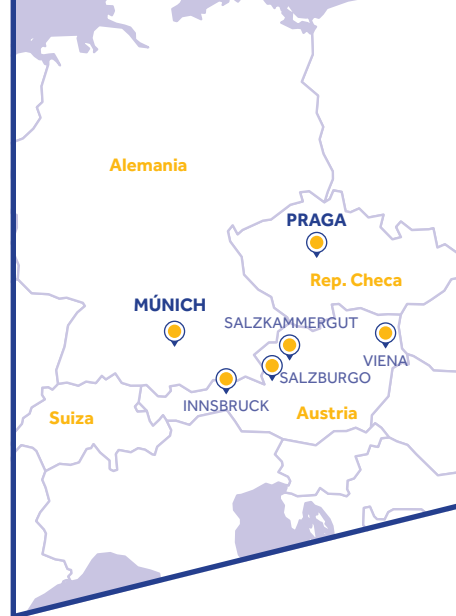 Alemania
PRAGA
Rep. Checa
MÚNICH
SALZKAMMERGUT
VIENA
SALZBURGO
INNSBRUCK
Suiza
Austria